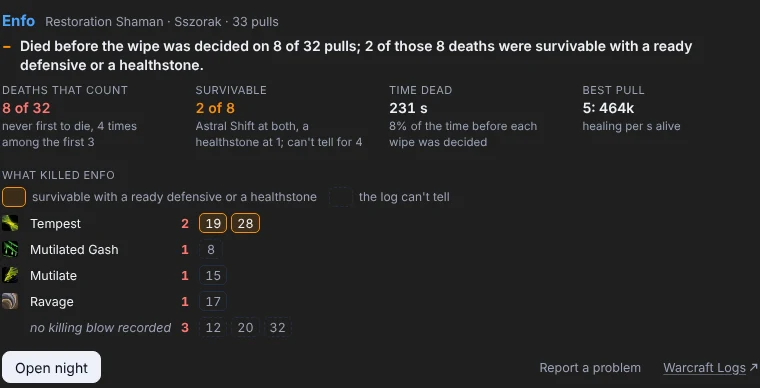 Enfo Restoration Shaman · Sszorak · 33 pulls
– Died before the wipe was decided on 8 of 32 pulls; 2 of those 8 deaths were survivable with a ready
defensive or a healthstone.
DEATHS THAT COUNT
8 of 32
never first to die, 4 times
among the first 3
SURVIVABLE
2 of 8
Astral Shift at both, a
healthstone at 1; can't tell for 4
TIME DEAD
231 s
8% of the time before each
wipe was decided
BEST PULL
5: 464k
healing per s alive
WHAT KILLED ENFO
survivable with a ready defensive or a healthstone the log can't tell
Tempest 2 19 28
Mutilated Gash 1 8
Mutilate 1 15
Ravage 1 17
no killing blow recorded 3 12 20 32
Open night Report a problem Warcraft Logs ↗